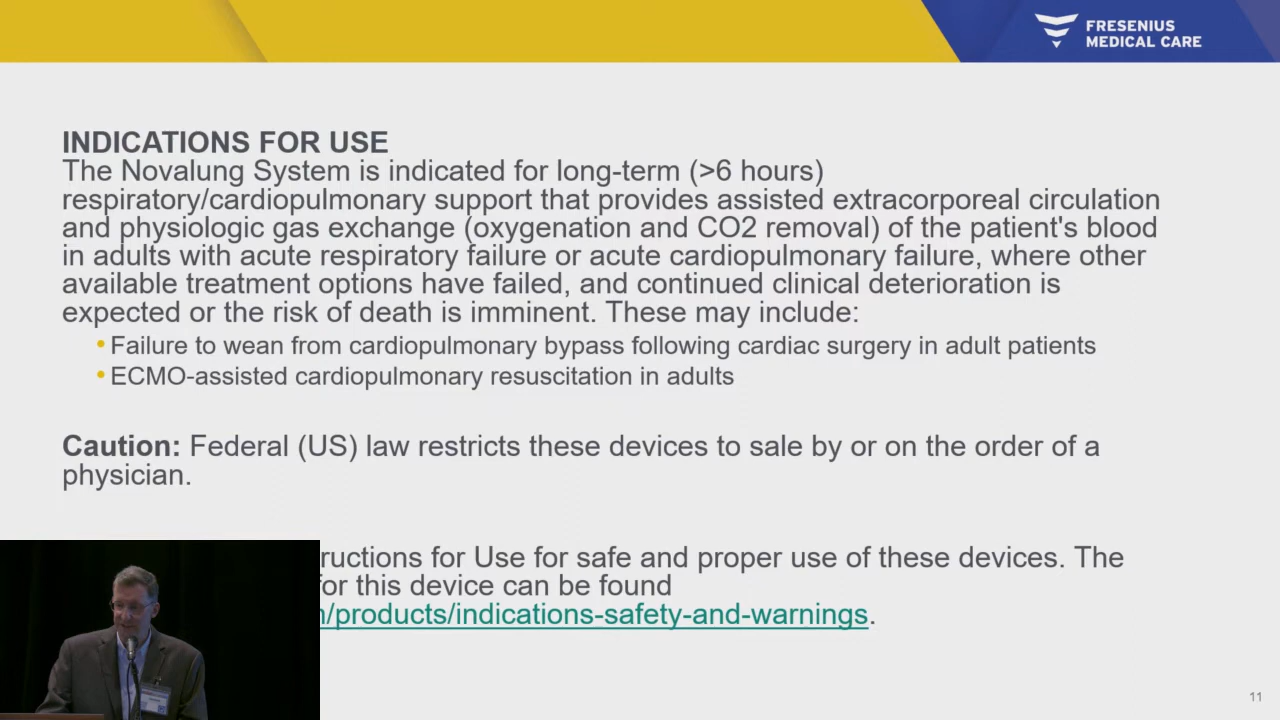 FRESENIUS
MEDICAL CARE
INDICATIONS FOR USE
The Novalung System is indicated for long-term (>6 hours)
respiratory/cardiopulmonary support that provides assisted extracorporeal circulation
and physiologic gas exchange (oxygenation and CO2 removal) of the patient's blood
in adults with acute respiratory failure or acute cardiopulmonary failure, where other
available treatment options have failed, and continued clinical deterioration is
expected or the risk of death is imminent. These may include:
•Failure to wean from cardiopulmonary bypass following cardiac surgery in adult patients
•ECMO-assisted cardiopulmonary resuscitation in adults
Caution: Federal (US) law restricts these devices to sale by or on the order of a
physician.
ructions for Use for safe and proper use of these devices. The
for this device can be found
/products/indications-safety-and-warnings.
11